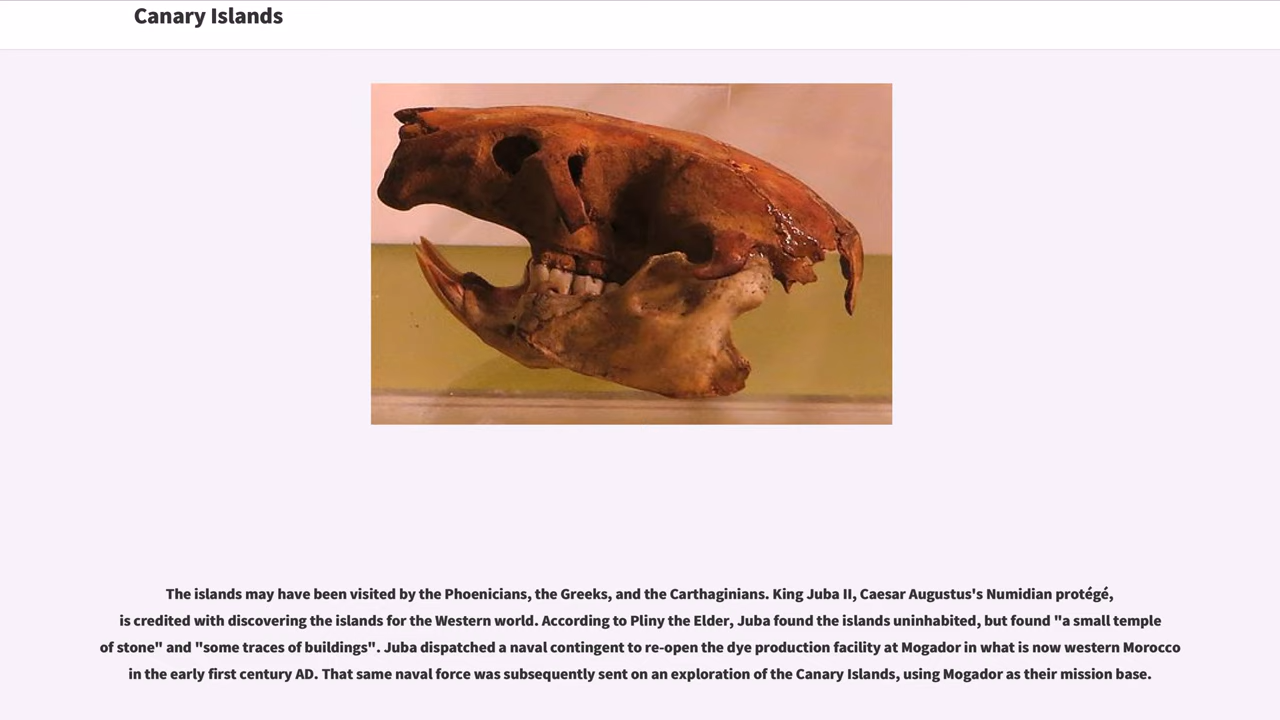 Canary Islands
The islands may have been visited by the Phoenicians, the Greeks, and the Carthaginians. King Juba II, Caesar Augustus's Numidian protégé,
is credited with discovering the islands for the Western world. According to Pliny the Elder, Juba found the islands uninhabited, but found "a small temple
of stone" and "some traces of buildings". Juba dispatched a naval contingent to re-open the dye production facility at Mogador in what is now western Morocco
in the early first century AD. That same naval force was subsequently sent on an exploration of the Canary Islands, using Mogador as their mission base.